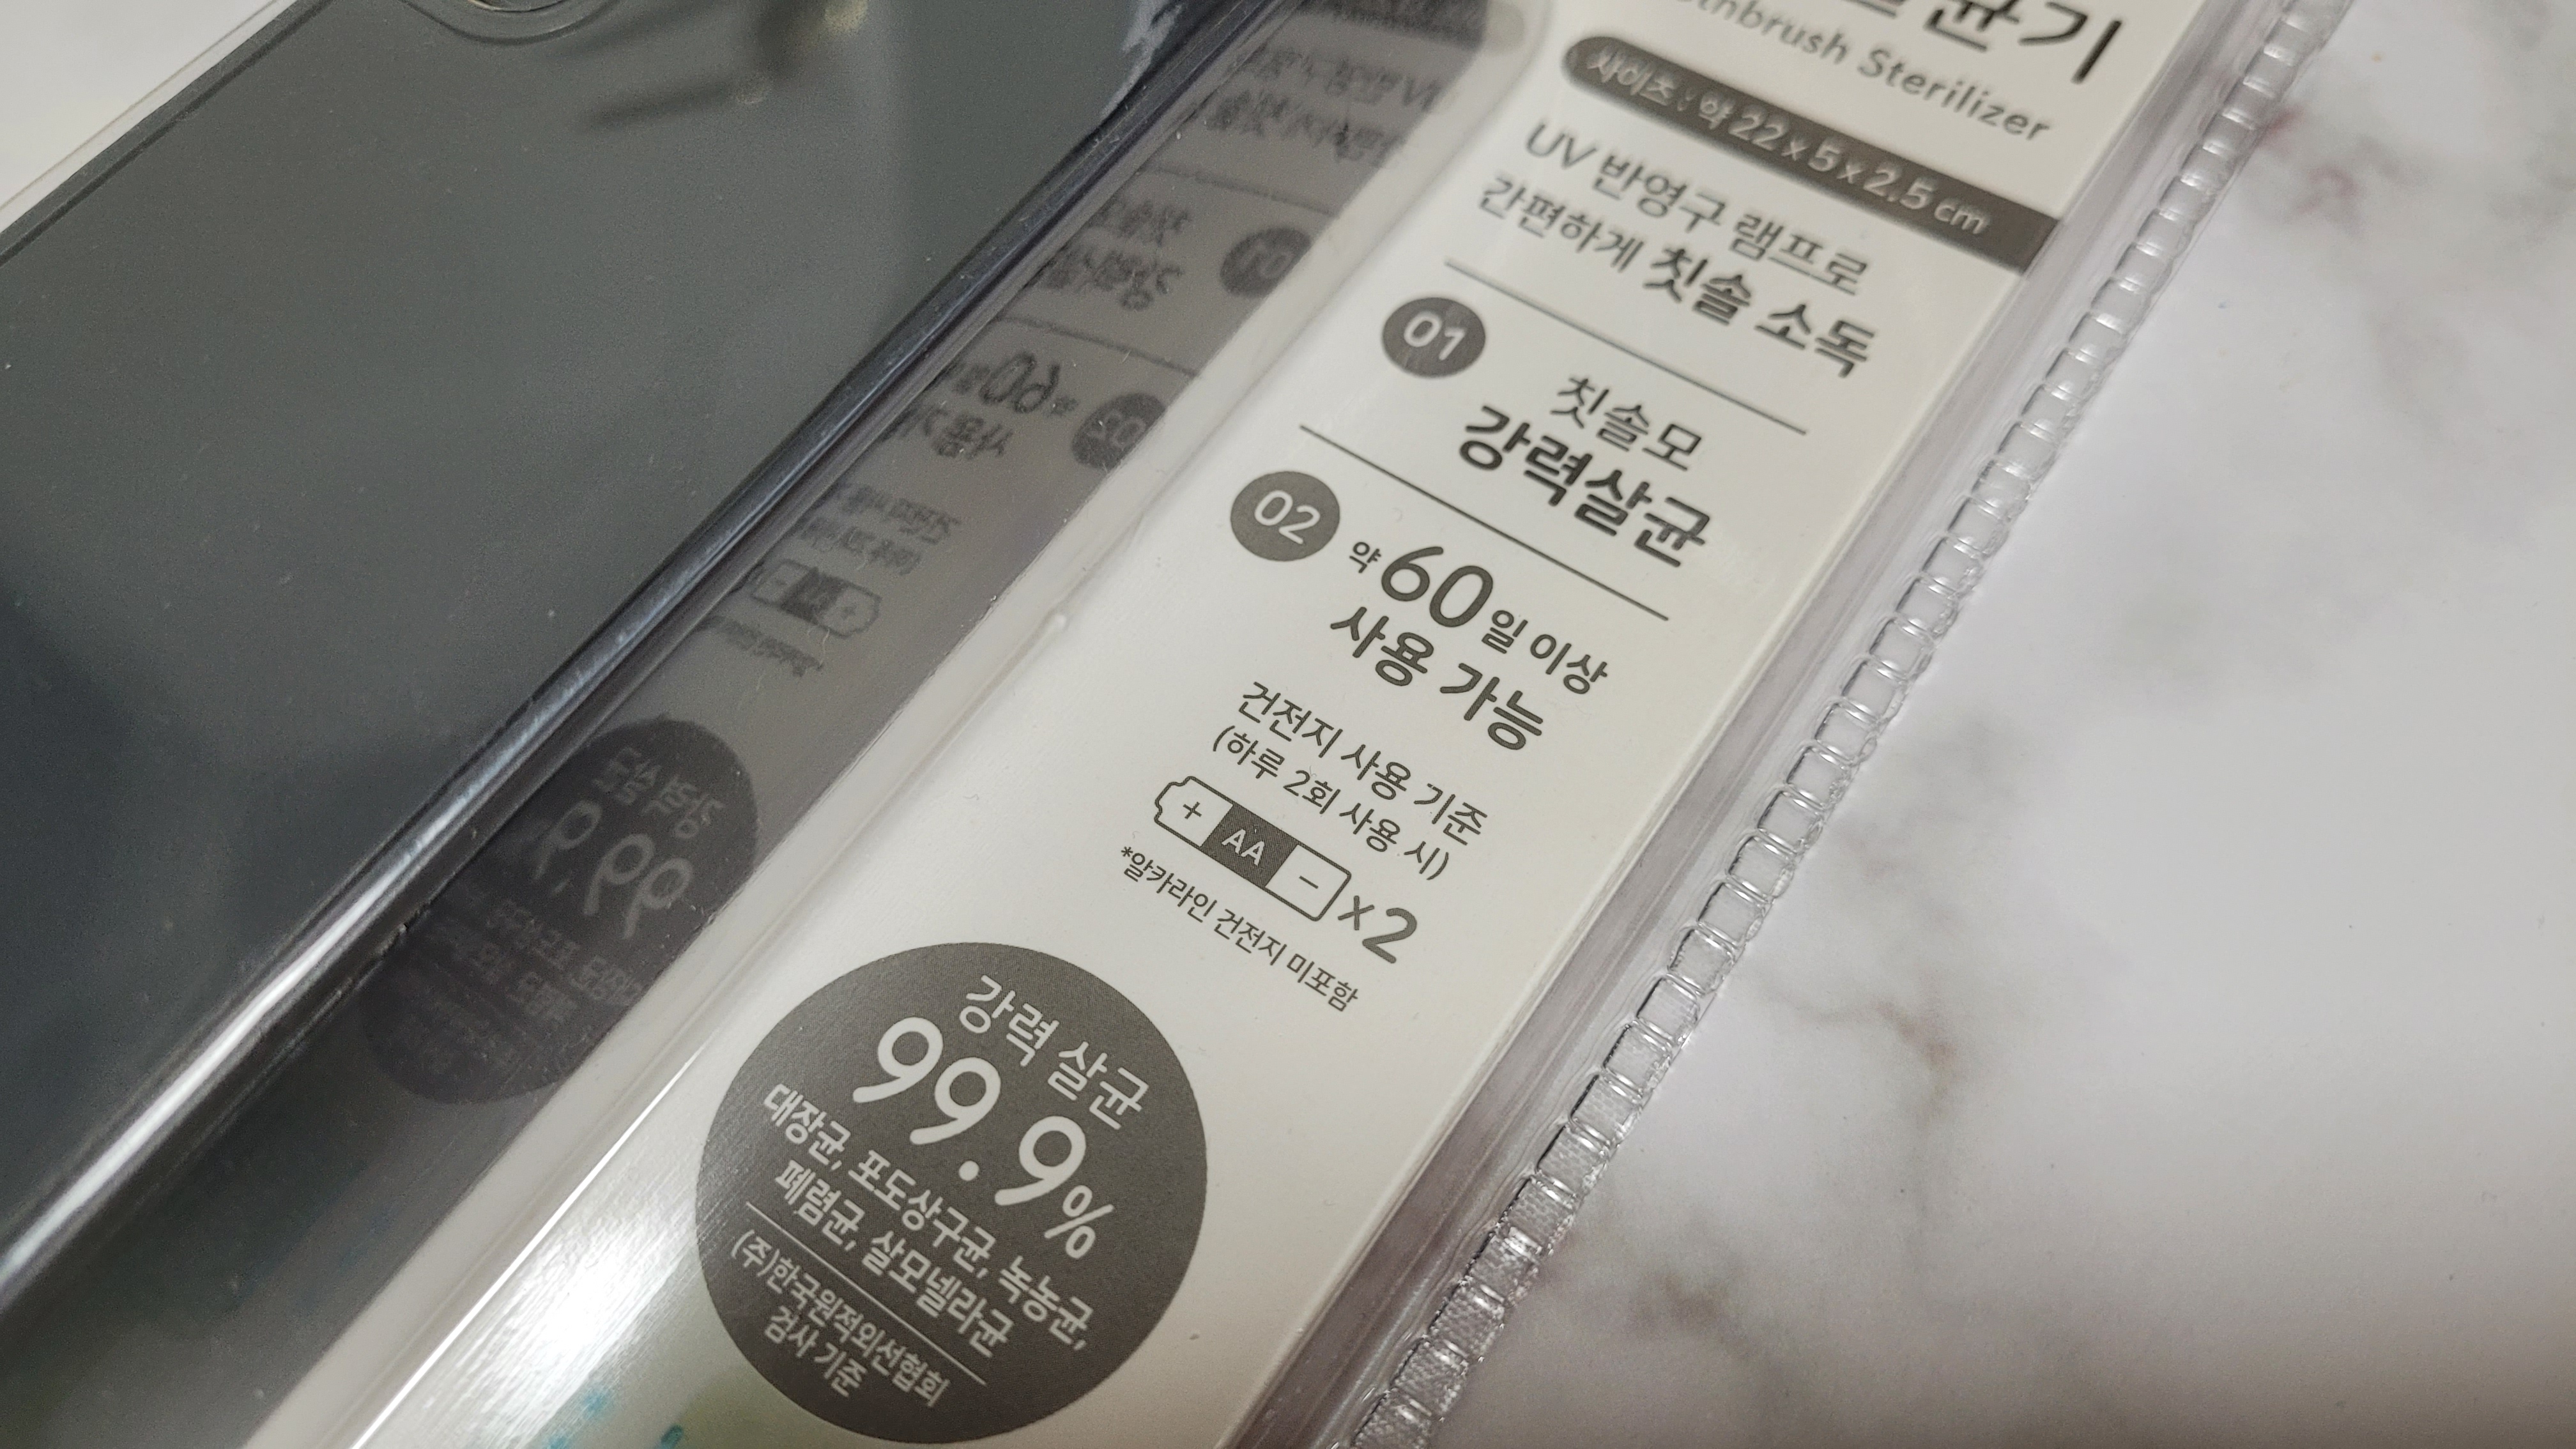 살균기
Toothbrush Sterilizer
사이즈 : 약 22 x 5 x 2.5 cm
UV 반영구 램프로
간편하게 칫솔 소독
01
칫솔모
강력살균
02
약 60일 이상
사용 가능
건전지 사용 기준
(하루 2회 사용 시)
+ AA - x2
*알카라인 건전지 미포함
강력 살균
99.9%
대장균, 포도상구균, 녹농균,
폐렴균, 살모넬라균
(주)한국원적외선협회
검사 기준